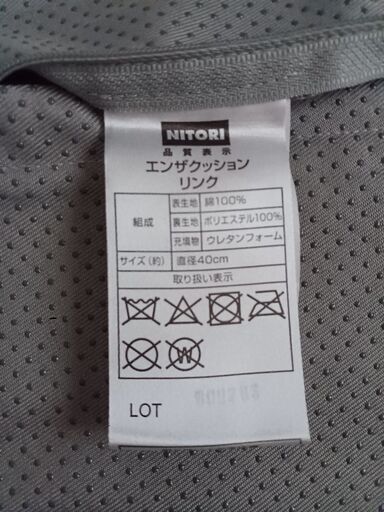 NITORI
品質表示
エンザクッション
リンク
組成 表生地 綿100%
裏生地 ポリエステル100%
充填物 ウレタンフォーム
サイズ(約) 直径40cm
取り扱い表示
W
LOT